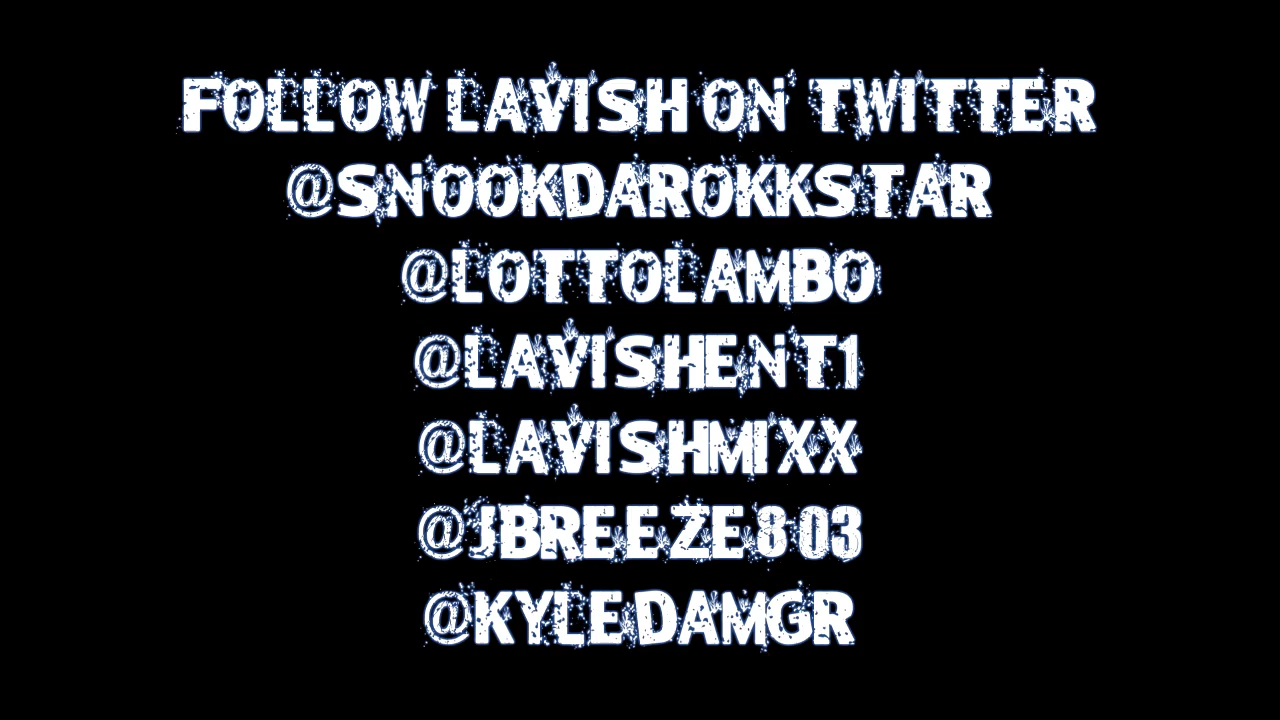 FOLLOW LAVISH ON TWITTER
@SNOOKDAROKKSTAR
@LOTTOLAMBO
@LAVISHENT1
@LAVISHMIXX
@JBREEZE803
@KYLEDAMGR